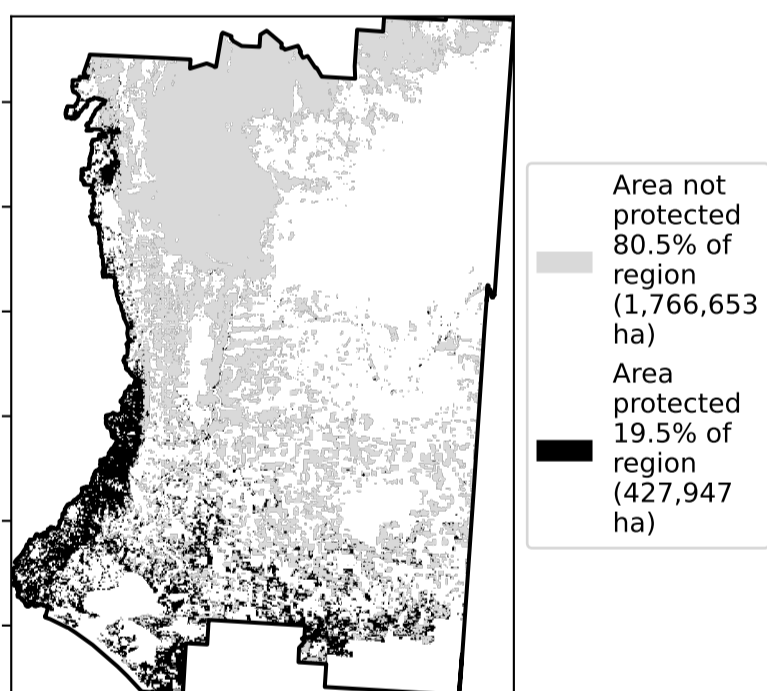 Area not
protected
80.5% of
region
(1,766,653
ha)
Area
protected
19.5% of
region
(427,947
ha)